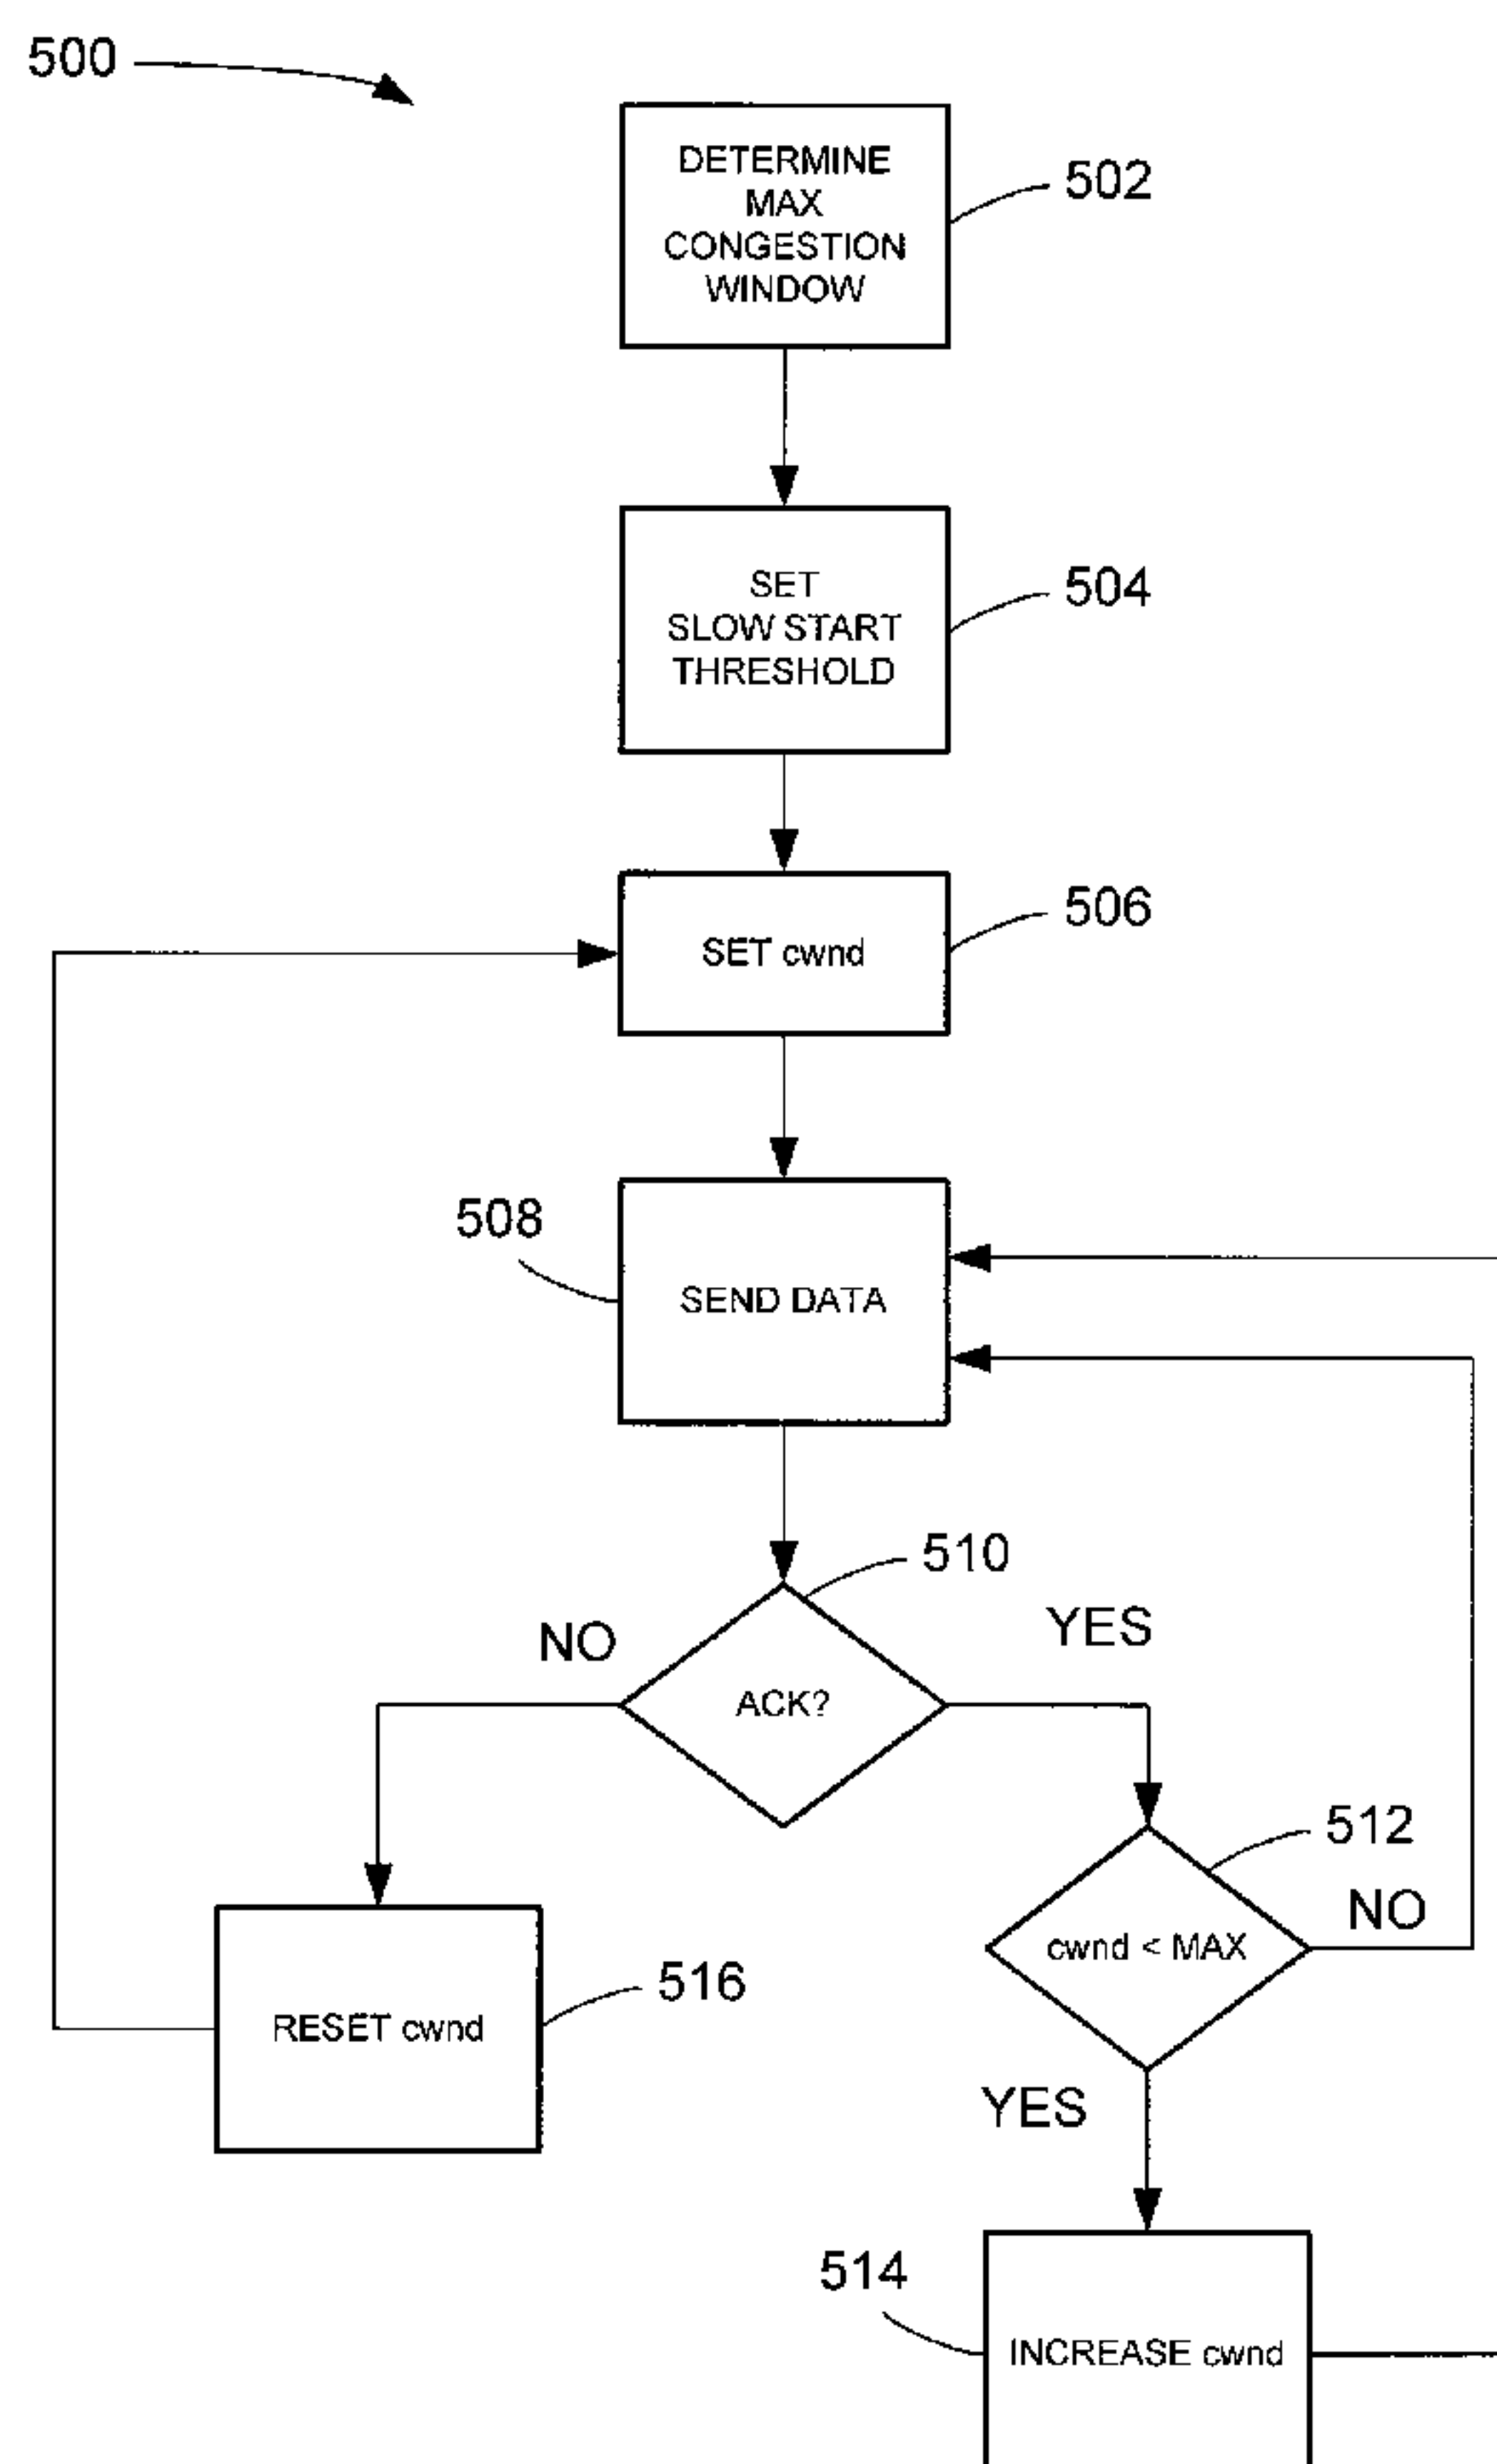 500
DETERMINE
MAX
CONGESTION
WINDOW
502
SET
SLOW START
THRESHOLD
504
SET cwnd
506
508
SEND DATA
510
NO
YES
ACK?
512
NO
cwnd < MAX
516
RESET cwnd
YES
514
INCREASE cwnd